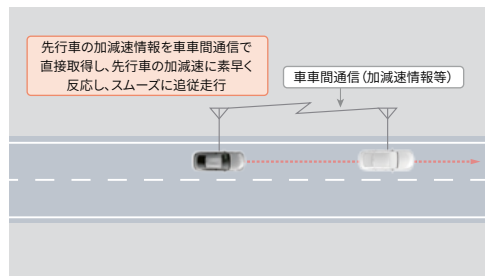 先行車の加減速情報を車車間通信で
直接取得し、先行車の加減速に素早く
反応し、スムーズに追従走行
車車間通信（加減速情報等）